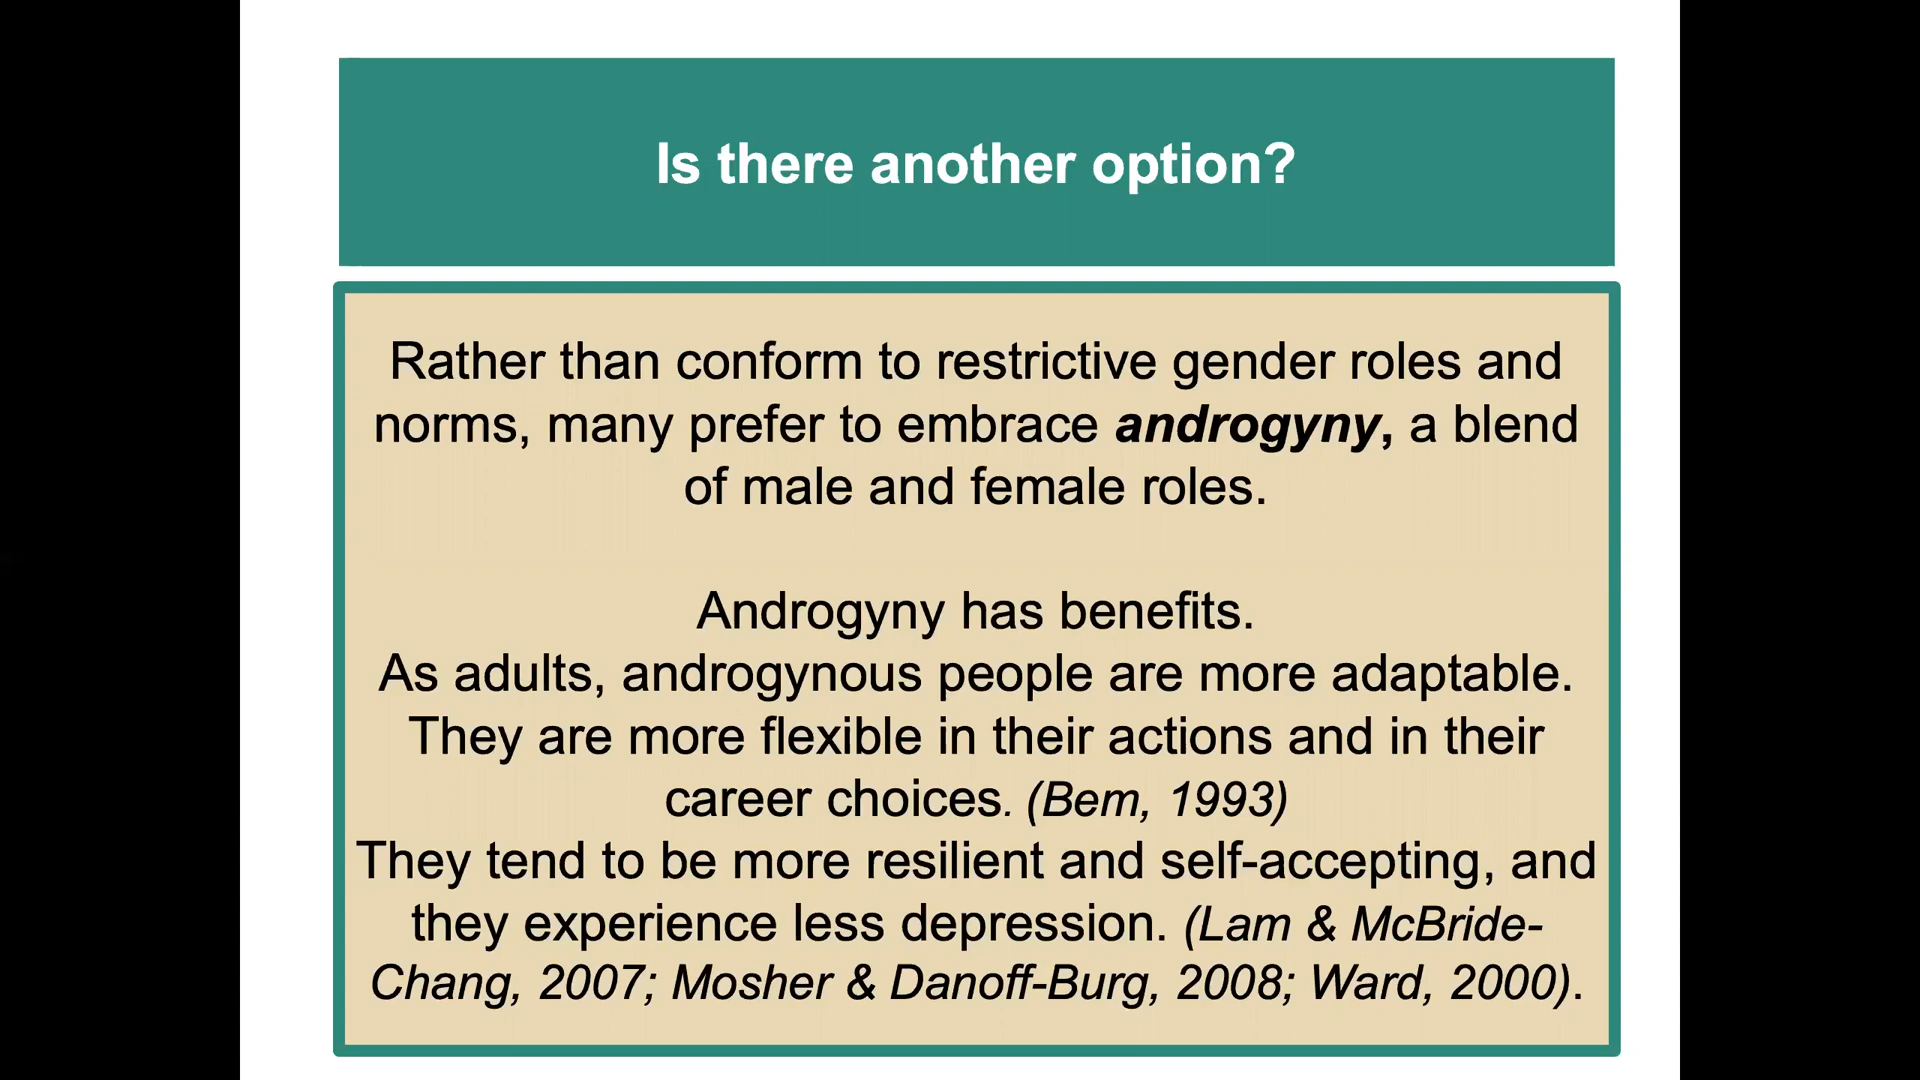 Is there another option?
Rather than conform to restrictive gender roles and
norms, many prefer to embrace androgyny, a blend
of male and female roles.
Androgyny has benefits.
As adults, androgynous people are more adaptable.
They are more flexible in their actions and in their
career choices. (Bem, 1993)
They tend to be more resilient and self-accepting, and
they experience less depression. (Lam & McBride-
Chang, 2007; Mosher & Danoff-Burg, 2008; Ward, 2000).